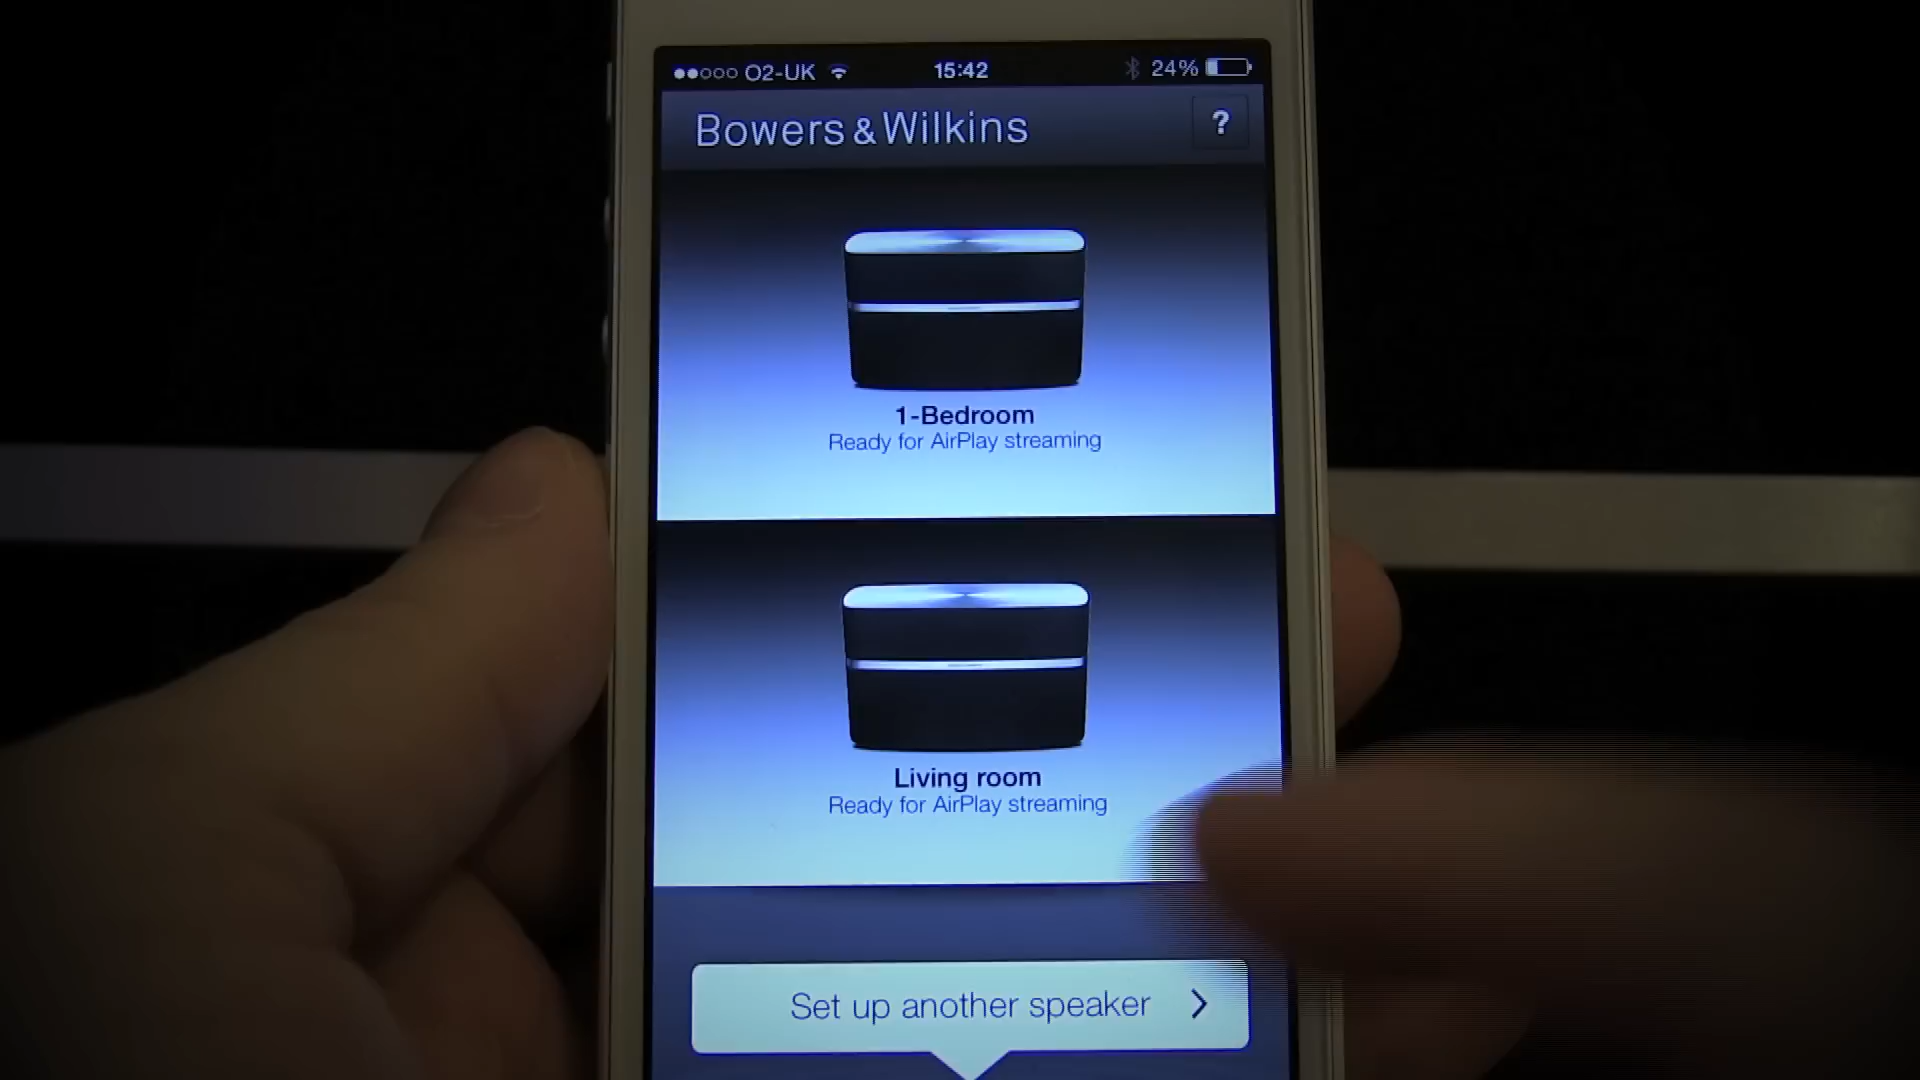 O2-UK 15:42 24%
Bowers & Wilkins ?
1-Bedroom
Ready for AirPlay streaming
Living room
Ready for AirPlay streaming
Set up another speaker